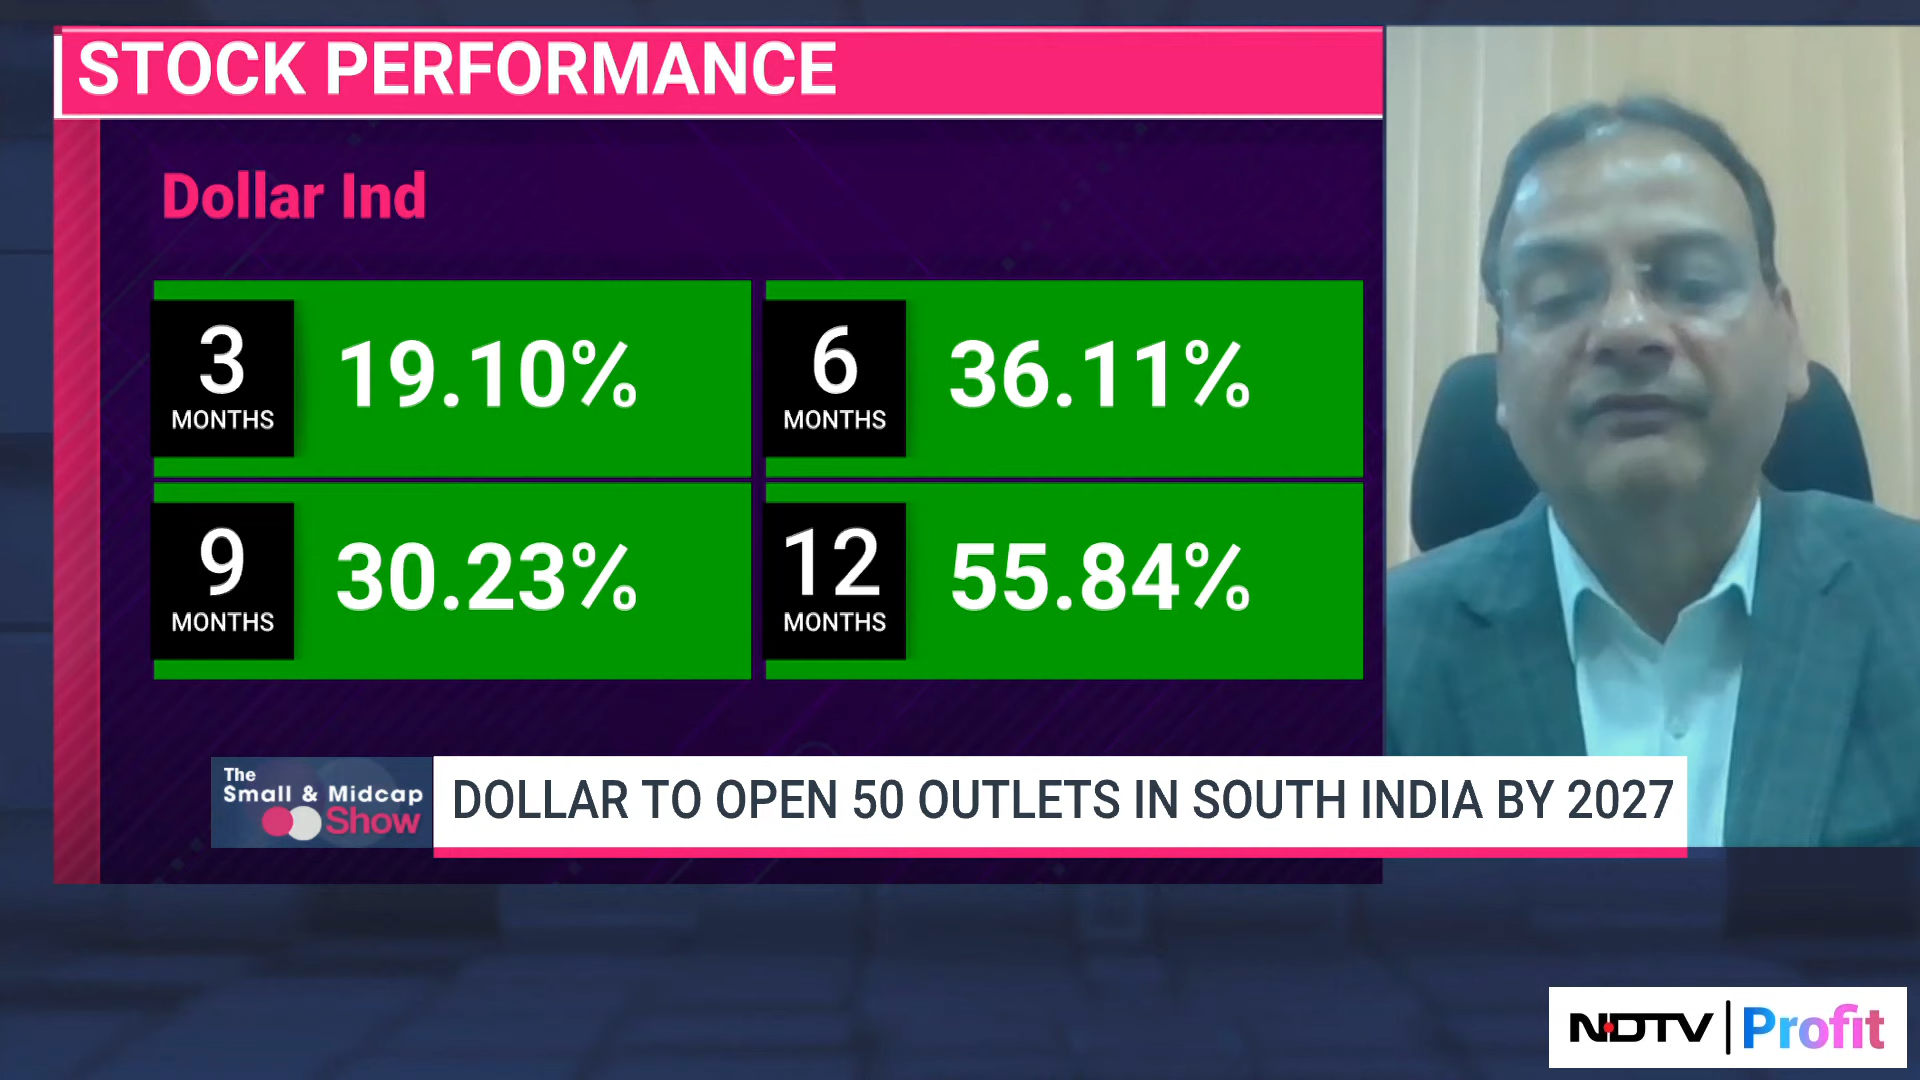 STOCK PERFORMANCE
Dollar Ind
3
MONTHS
19.10%
6
MONTHS
36.11%
9
MONTHS
30.23%
12
MONTHS
55.84%
The
Small & Midcap
Show
DOLLAR TO OPEN 50 OUTLETS IN SOUTH INDIA BY 2027
NDTV Profit